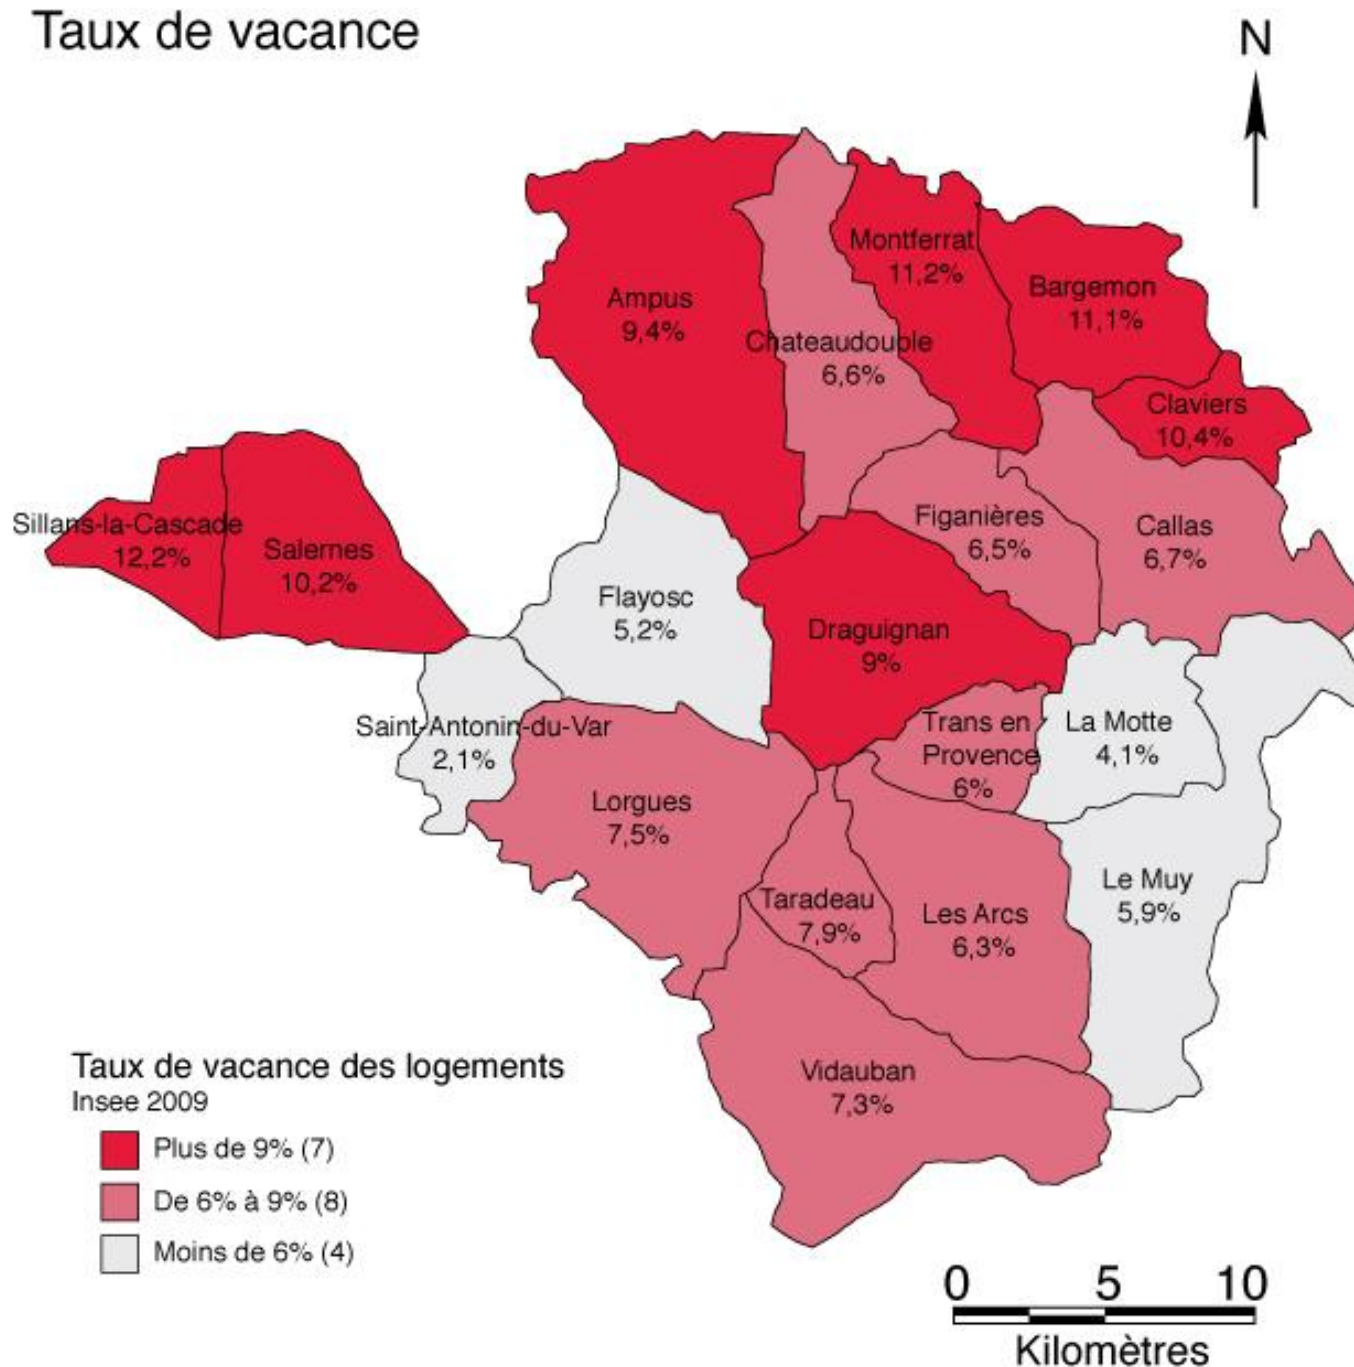 Taux de vacance
N
Montferrat
11,2%
Bargemon
11,1%
Ampus
9,4%
Chateaudouble
6,6%
Claviers
10,4%
Sillans-la-Cascade
12,2%
Salernes
10,2%
Figanières
6,5%
Callas
6,7%
Flayosc
5,2%
Draguignan
9%
Saint-Antonin-du-Var
2,1%
Trans en
Provence
6%
La Motte
4,1%
Lorgues
7,5%
Taradeau
7,9%
Les Arcs
6,3%
Le Muy
5,9%
Vidauban
7,3%
Taux de vacance des logements
Insee 2009
Plus de 9% (7)
De 6% à 9% (8)
Moins de 6% (4)
0 5 10
Kilomètres